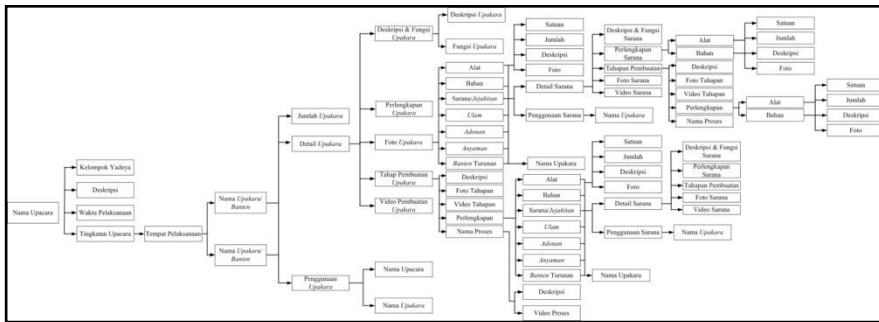 Nama Upacara
Kelompok Yadnya
Deskripsi
Waktu Pelaksanaan
Tingkatan Upacara
Tempat Pelaksanaan
Nama Upakara/
Banten
Nama Upakara/
Banten
Jumlah Upakara
Detail Upakara
Penggunaan
Upakara
Nama Upacara
Nama Upakara
Deskripsi & Fungsi
Upakara
Perlengkapan
Upakara
Foto Upakara
Tahap Pembuatan
Upakara
Video Pembuatan
Upakara
Deskripsi Upakara
Fungsi Upakara
Alat
Bahan
Sarana/Jejahitan
Ulam
Adonan
Anyaman
Banten Turunan
Deskripsi
Foto Tahapan
Video Tahapan
Perlengkapan
Nama Proses
Satuan
Jumlah
Deskripsi
Foto
Detail Sarana
Penggunaan Sarana
Nama Upakara
Deskripsi & Fungsi
Sarana
Perlengkapan
Sarana
Tahapan Pembuatan
Foto Sarana
Video Sarana
Nama Upakara
Alat
Bahan
Deskripsi
Foto Tahapan
Video Tahapan
Perlengkapan
Nama Proses
Satuan
Jumlah
Deskripsi
Foto
Alat
Bahan
Satuan
Jumlah
Deskripsi
Foto
Alat
Bahan
Sarana/Jejahitan
Ulam
Adonan
Anyaman
Banten Turunan
Deskripsi
Video Proses
Satuan
Jumlah
Deskripsi
Foto
Detail Sarana
Penggunaan Sarana
Nama Upakara
Deskripsi & Fungsi
Sarana
Perlengkapan
Sarana
Tahapan Pembuatan
Foto Sarana
Video Sarana
Nama Upakara